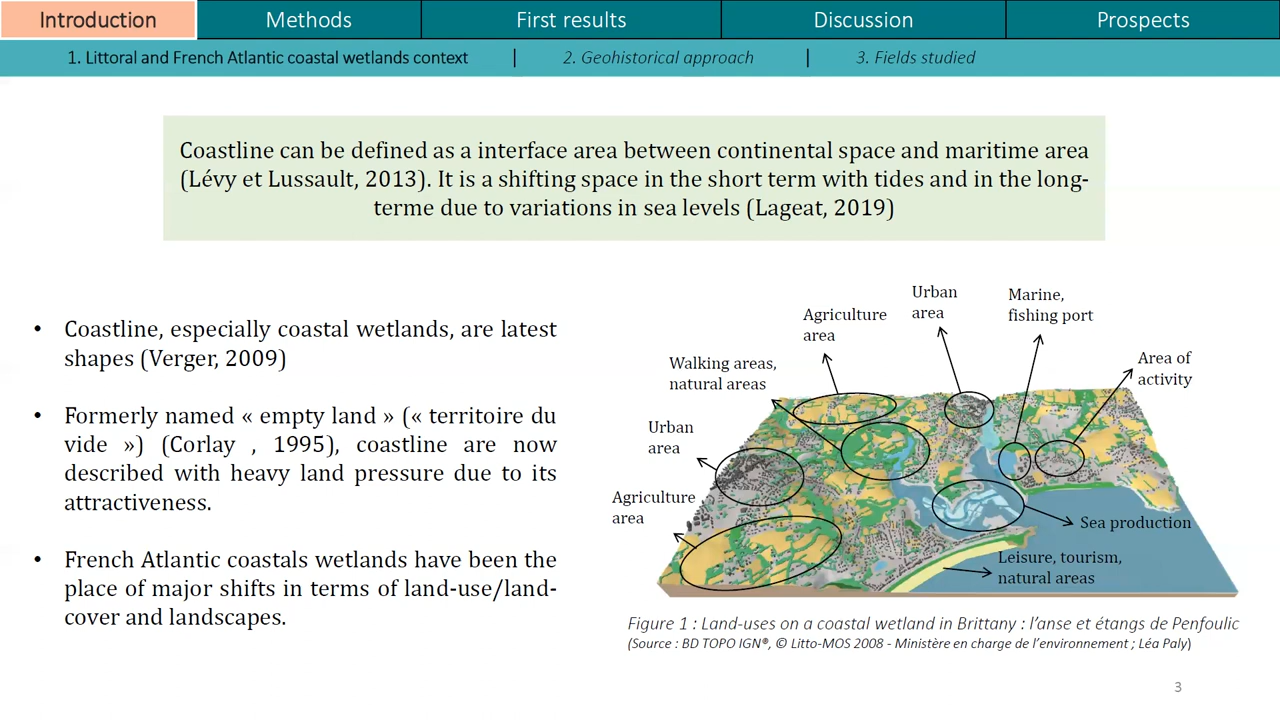 Introduction
Methods
First results
Discussion
Prospects
1. Littoral and French Atlantic coastal wetlands context
2. Geohistorical approach
3. Fields studied
Coastline can be defined as a interface area between continental space and maritime area
(Lévy et Lussault, 2013). It is a shifting space in the short term with tides and in the long-
terme due to variations in sea levels (Lageat, 2019)
• Coastline, especially coastal wetlands, are latest
shapes (Verger, 2009)
• Formerly named « empty land » (« territoire du
vide ») (Corlay , 1995), coastline are now
described with heavy land pressure due to its
attractiveness.
• French Atlantic coastals wetlands have been the
place of major shifts in terms of land-use/land-
cover and landscapes.
Urban
area
Marine,
fishing port
Agriculture
area
Area of
activity
Walking areas,
natural areas
Urban
area
Agriculture
area
Sea production
Leisure, tourism,
natural areas
Figure 1 : Land-uses on a coastal wetland in Brittany : l’anse et étangs de Penfoulic
(Source : BD TOPO IGN®, © Litto-MOS 2008 - Ministère en charge de l’environnement ; Léa Paly)
3